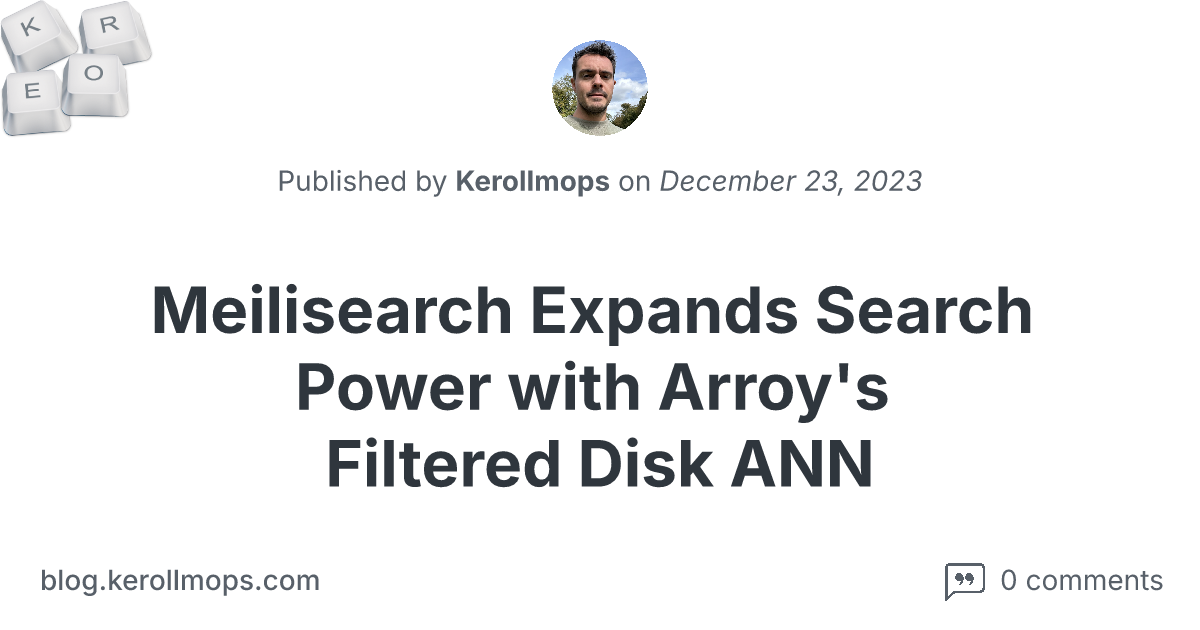 K R
E O
Published by Kerollmops on December 23, 2023
Meilisearch Expands Search
Power with Arroy's
Filtered Disk ANN
blog.kerollmops.com
0 comments